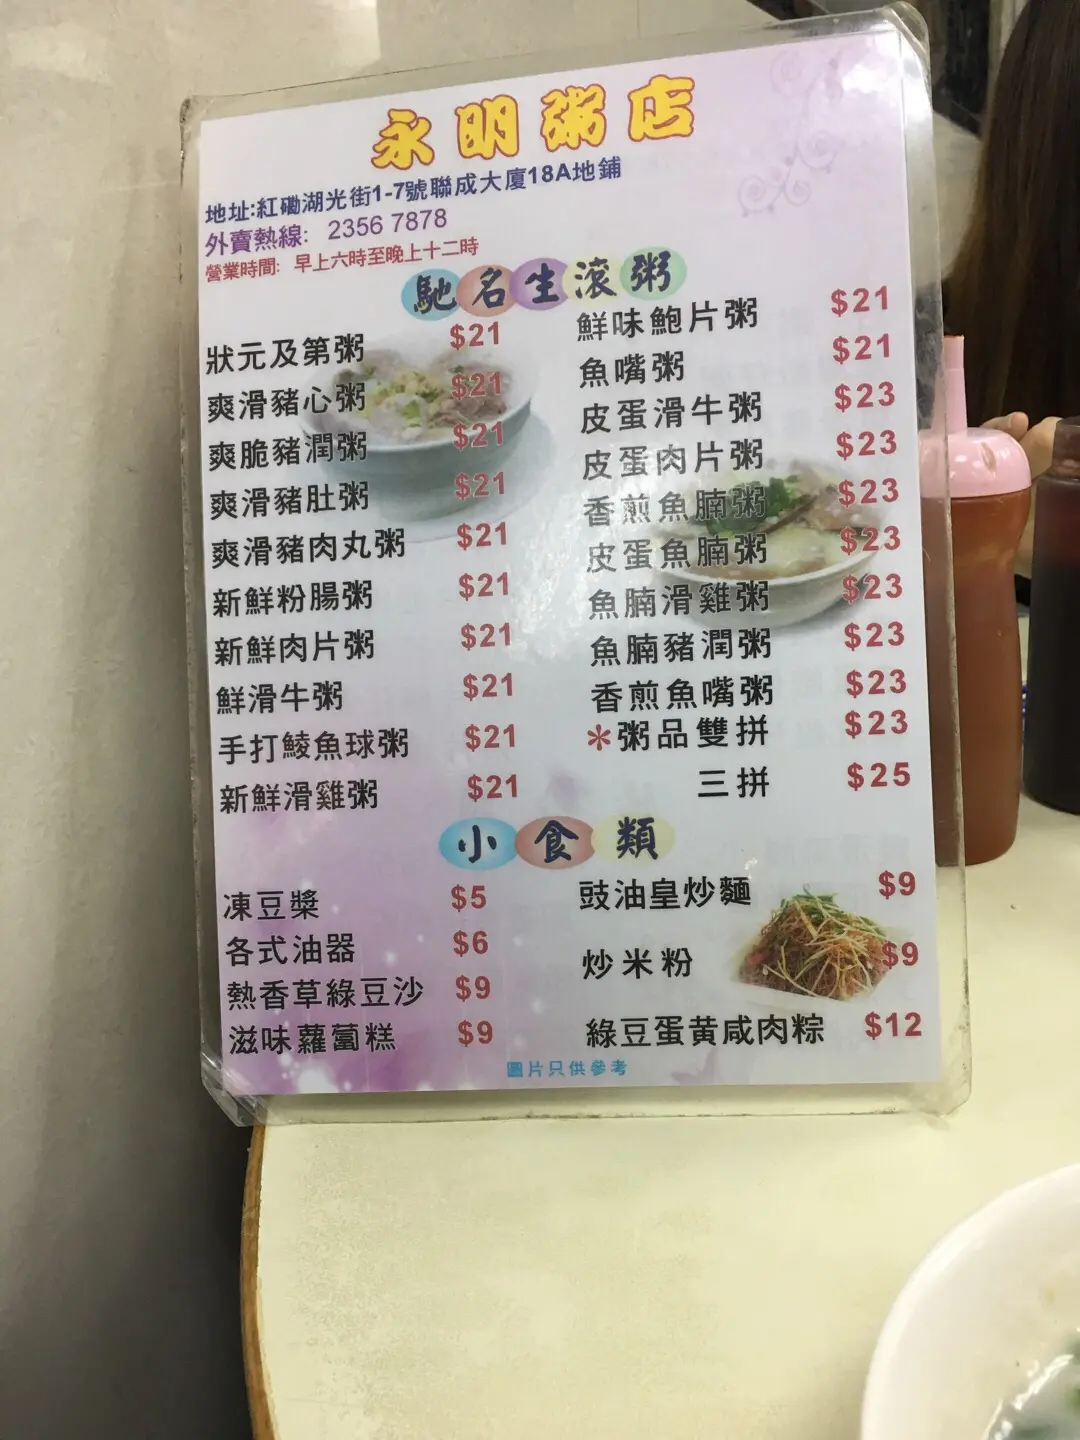 永明粥店
地址:紅磡湖光街1-7號聯成大廈18A地鋪
外賣熱線: 2356 7878
營業時間: 早上六時至晚上十二時
馳名生滾粥
狀元及第粥 $21
爽滑豬心粥 $21
爽脆豬潤粥 $21
爽滑豬肚粥 $21
爽滑豬肉丸粥 $21
新鮮粉腸粥 $21
新鮮肉片粥 $21
鮮滑牛粥 $21
手打鯪魚球粥 $21
新鮮滑雞粥 $21
鮮味鮑片粥 $21
魚嘴粥 $21
皮蛋滑牛粥 $23
皮蛋肉片粥 $23
香煎魚腩粥 $23
皮蛋魚腩粥 $23
魚腩滑雞粥 $23
魚腩豬潤粥 $23
香煎魚嘴粥 $23
*粥品雙拼 $23
三拼 $25
小食類
凍豆漿 $5
各式油器 $6
熱香草綠豆沙 $9
滋味蘿蔔糕 $9
豉油皇炒麵 $9
炒米粉 $9
綠豆蛋黄咸肉粽 $12
圖片只供參考